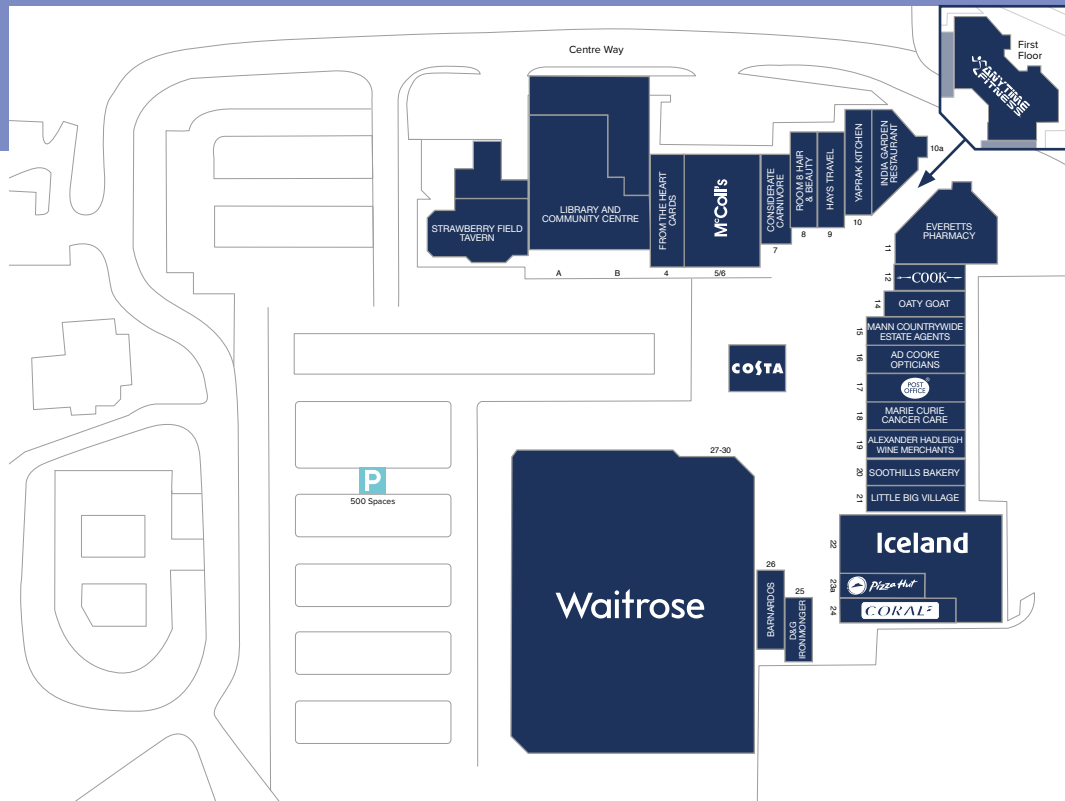 Centre Way
First
Floor
ANYTIME
FITNESS
10a
INDIA GARDEN
RESTAURANT
YAPRAK KITCHEN
10
HAYS TRAVEL
9
ROOM 8 HAIR
& BEAUTY
8
CONSIDERATE
CARNIVORE
7
McColl's
5/6
FROM THE HEART
CARDS
4
LIBRARY AND
COMMUNITY CENTRE
A
B
STRAWBERRY FIELD
TAVERN
EVERETTS
PHARMACY
11
COOK
12
OATY GOAT
14
MANN COUNTRYWIDE
ESTATE AGENTS
15
AD COOKE
OPTICIANS
16
POST
OFFICE
®
17
MARIE CURIE
CANCER CARE
18
ALEXANDER HADLEIGH
WINE MERCHANTS
19
SOOTHILLS BAKERY
20
LITTLE BIG VILLAGE
21
Iceland
22
Pizza Hut
23a
CORAL
24
COSTA
27-30
Waitrose
26
BARNARDOS
25
D&G
IRONMONGER
P
500 Spaces